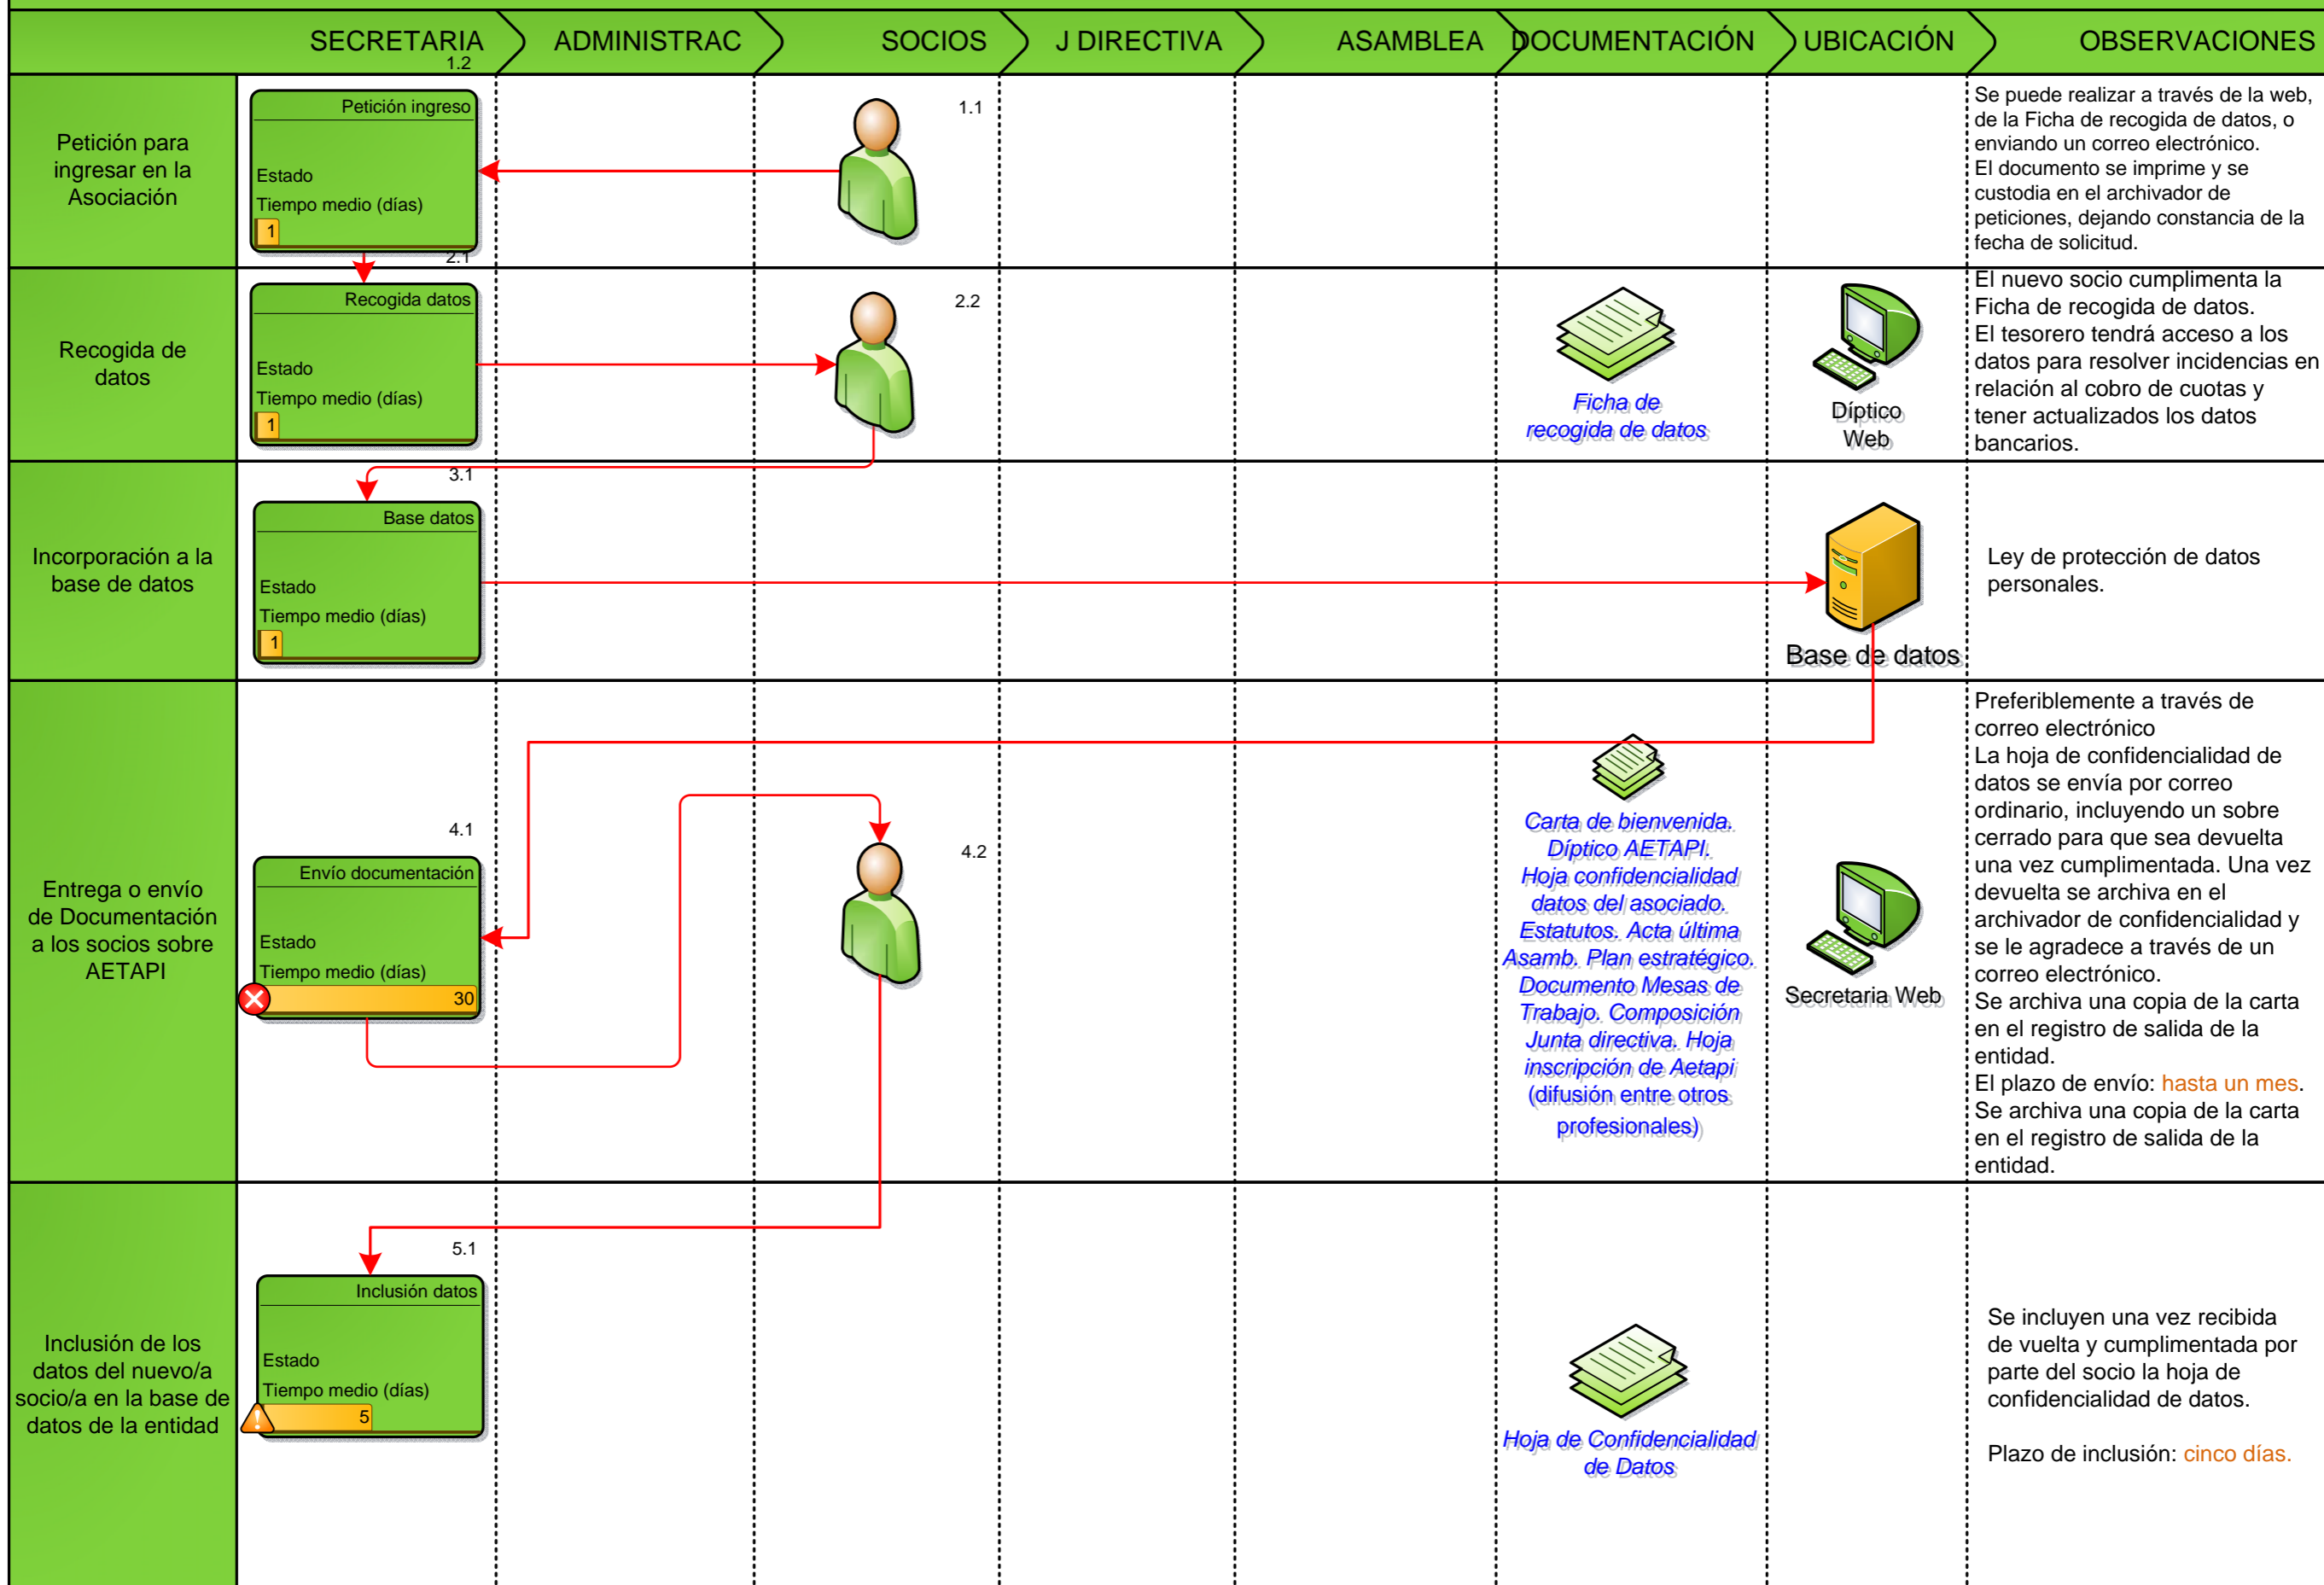 SECRETARIA
ADMINISTRAC
SOCIOS
J DIRECTIVA
ASAMBLEA
DOCUMENTACIÓN
UBICACIÓN
OBSERVACIONES
1.2
Petición para
ingresar en la
Asociación
Petición ingreso
Estado
Tiempo medio (días)
1
1.1
Se puede realizar a través de la web,
de la Ficha de recogida de datos, o
enviando un correo electrónico.
El documento se imprime y se
custodia en el archivador de
peticiones, dejando constancia de la
fecha de solicitud.
2.1
Recogida de
datos
Recogida datos
Estado
Tiempo medio (días)
1
2.2
Ficha de
recogida de datos
Díptico
Web
El nuevo socio cumplimenta la
Ficha de recogida de datos.
El tesorero tendrá acceso a los
datos para resolver incidencias en
relación al cobro de cuotas y
tener actualizados los datos
bancarios.
3.1
Incorporación a la
base de datos
Base datos
Estado
Tiempo medio (días)
1
Base de datos
Ley de protección de datos
personales.
Entrega o envío
de Documentación
a los socios sobre
AETAPI
4.1
Envío documentación
Estado
Tiempo medio (días)
30
4.2
Carta de bienvenida.
Díptico AETAPI.
Hoja confidencialidad
datos del asociado.
Estatutos. Acta última
Asamb. Plan estratégico.
Documento Mesas de
Trabajo. Composición
Junta directiva. Hoja
inscripción de Aetapi
(difusión entre otros
profesionales)
Secretaria Web
Preferiblemente a través de
correo electrónico
La hoja de confidencialidad de
datos se envía por correo
ordinario, incluyendo un sobre
cerrado para que sea devuelta
una vez cumplimentada. Una vez
devuelta se archiva en el
archivador de confidencialidad y
se le agradece a través de un
correo electrónico.
Se archiva una copia de la carta
en el registro de salida de la
entidad.
El plazo de envío: hasta un mes.
Se archiva una copia de la carta
en el registro de salida de la
entidad.
Inclusión de los
datos del nuevo/a
socio/a en la base de
datos de la entidad
5.1
Inclusión datos
Estado
Tiempo medio (días)
5
Hoja de Confidencialidad
de Datos
Se incluyen una vez recibida
de vuelta y cumplimentada por
parte del socio la hoja de
confidencialidad de datos.
Plazo de inclusión: cinco días.